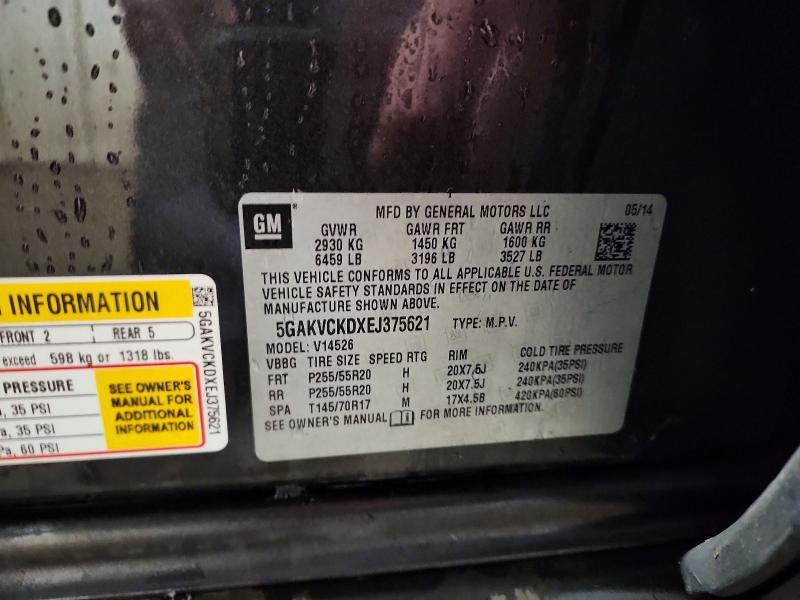 GM
MFD BY GENERAL MOTORS LLC 05/14
GVWR GAWR FRT GAWR RR
2930 KG 1450 KG 1600 KG
6459 LB 3196 LB 3527 LB
THIS VEHICLE CONFORMS TO ALL APPLICABLE U.S. FEDERAL MOTOR
VEHICLE SAFETY STANDARDS IN EFFECT ON THE DATE OF
MANUFACTURE SHOWN ABOVE.
5GAKVCKDXEJ375621 TYPE: M.P.V.
MODEL: V14526
VBBG TIRE SIZE SPEED RTG RIM COLD TIRE PRESSURE
FRT P255/55R20 H 20X7.5J 240KPA(35PSI)
RR P255/55R20 H 20X7.5J 240KPA(35PSI)
SPA T145/70R17 M 17X4.5B 420KPA(60PSI)
SEE OWNER'S MANUAL FOR MORE INFORMATION.
INFORMATION
FRONT 2 REAR 5
exceed 598 kg or 1318 lbs.
PRESSURE
, 35 PSI
a, 35 PSI
Pa, 60 PSI
SEE OWNER'S
MANUAL FOR
ADDITIONAL
INFORMATION
5GAKVCKDXEJ375621